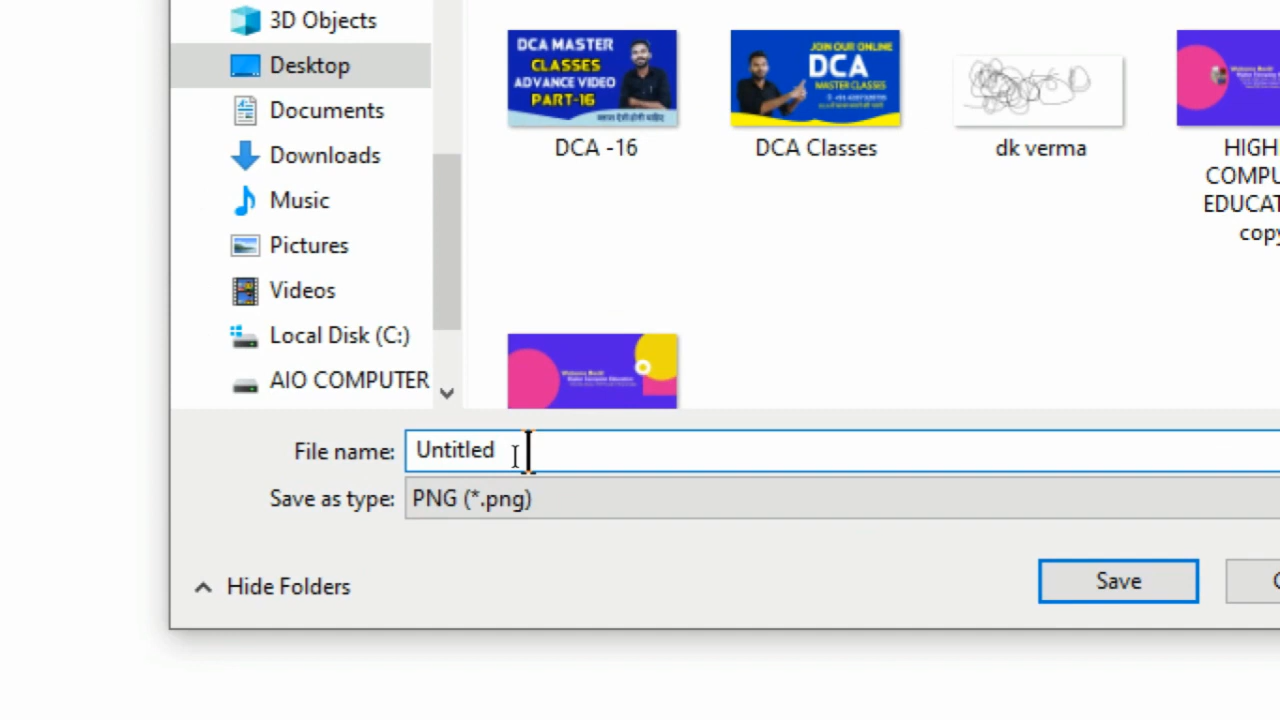 3D Objects
Desktop
Documents
Downloads
Music
Pictures
Videos
Local Disk (C:)
AIO COMPUTER
DCA MASTER
CLASSES
ADVANCE VIDEO
PART-16
DCA -16
JOIN OUR ONLINE
DCA
MASTER CLASSES
DCA Classes
dk verma
HIGH
COMPU
EDUCAT
copy
File name: Untitled
Save as type: PNG (*.png)
Hide Folders
Save